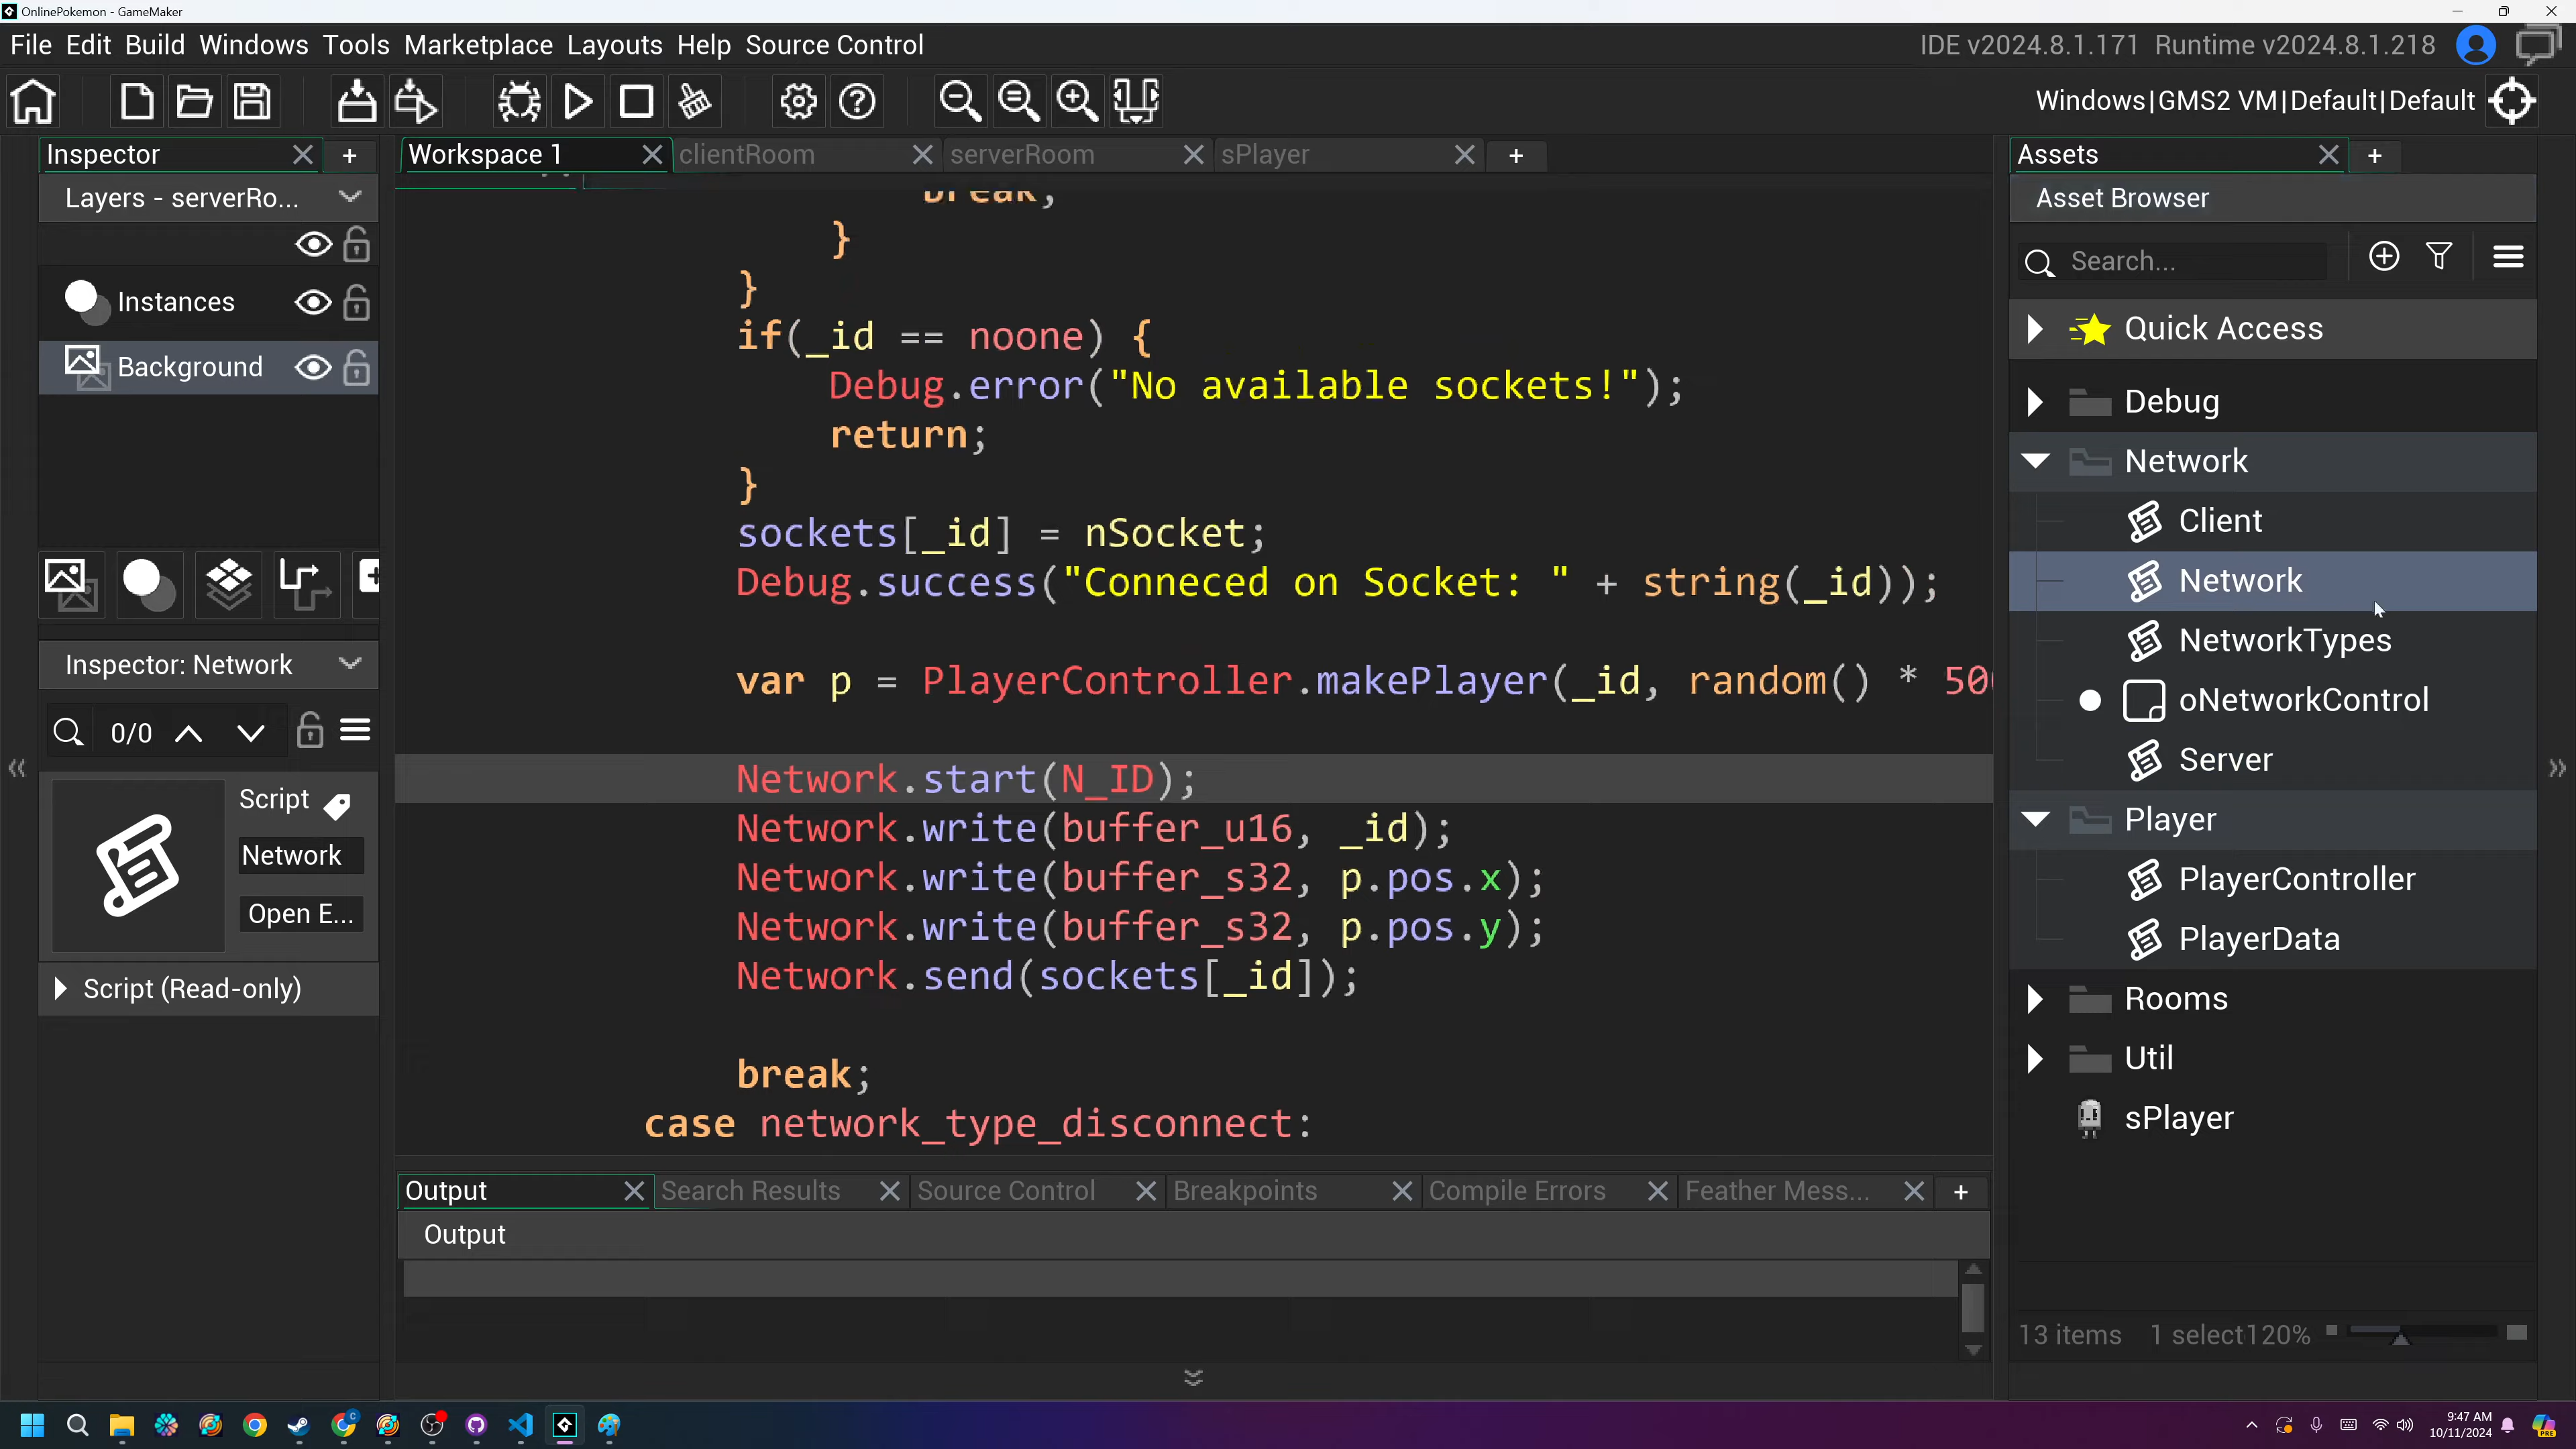 OnlinePokemon - GameMaker
File Edit Build Windows Tools Marketplace Layouts Help Source Control
IDE v2024.8.1.171 Runtime v2024.8.1.218
Windows|GMS2 VM|Default|Default
Inspector
Layers - serverRo...
Instances
Background
Inspector: Network
0/0
Script
Network
Open E...
Script (Read-only)
Workspace 1
clientRoom
serverRoom
sPlayer
break;
}
}
if(_id == noone) {
Debug.error("No available sockets!");
return;
}
sockets[_id] = nSocket;
Debug.success("Conneced on Socket: " + string(_id));
var p = PlayerController.makePlayer(_id, random() * 50
Network.start(N_ID);
Network.write(buffer_u16, _id);
Network.write(buffer_s32, p.pos.x);
Network.write(buffer_s32, p.pos.y);
Network.send(sockets[_id]);
break;
case network_type_disconnect:
Output
Search Results
Source Control
Breakpoints
Compile Errors
Feather Mess...
Output
Assets
Asset Browser
Search...
Quick Access
Debug
Network
Client
Network
NetworkTypes
oNetworkControl
Server
Player
PlayerController
PlayerData
Rooms
Util
sPlayer
13 items 1 select 120%
9:47 AM
10/11/2024